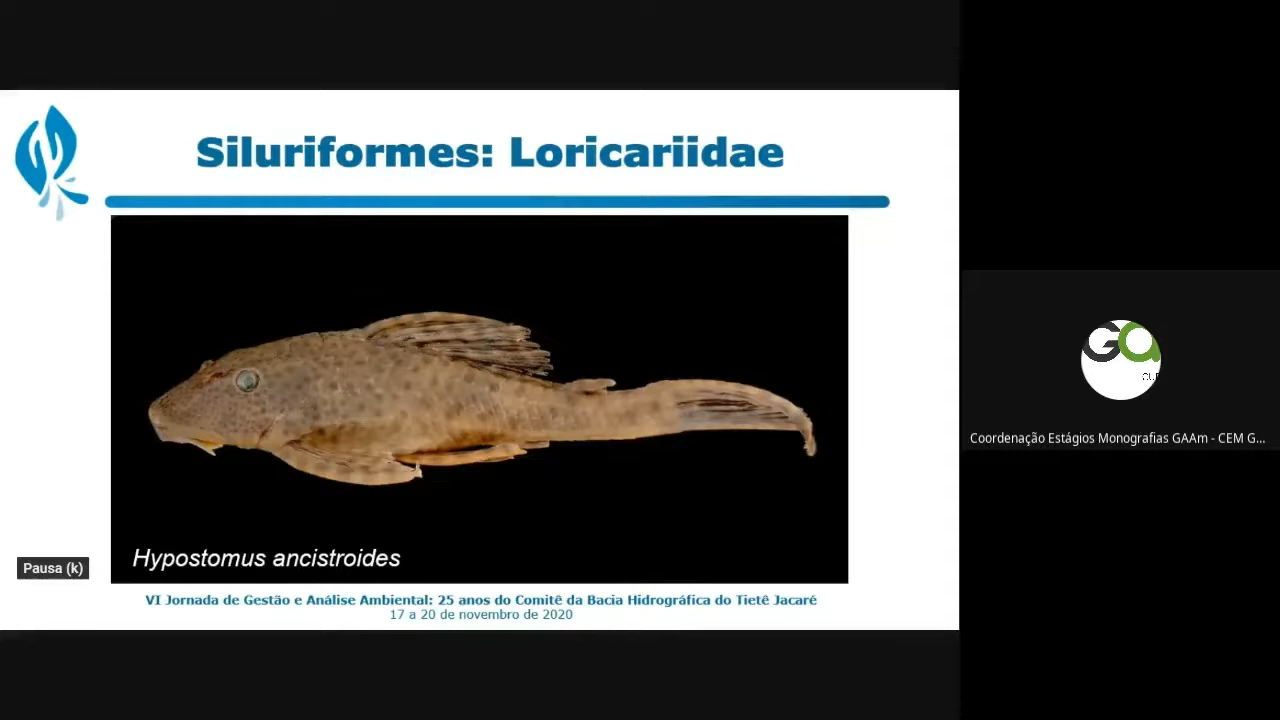 Siluriformes: Loricariidae
Hypostomus ancistroides
Pausa (k)
VI Jornada de Gestão e Análise Ambiental: 25 anos do Comitê da Bacia Hidrográfica do Tietê Jacaré
17 a 20 de novembro de 2020
Coordenação Estágios Monografias GAAm - CEM G...